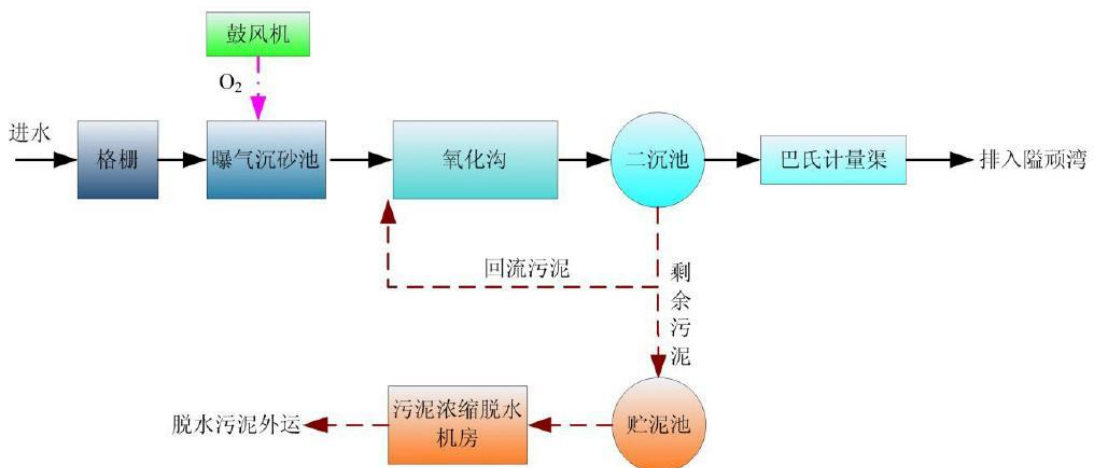 鼓风机
O₂
进水
格栅
曝气沉砂池
氧化沟
二沉池
巴氏计量渠
排入隘顽湾
回流污泥
剩余污泥
脱水污泥外运
污泥浓缩脱水
机房
贮泥池